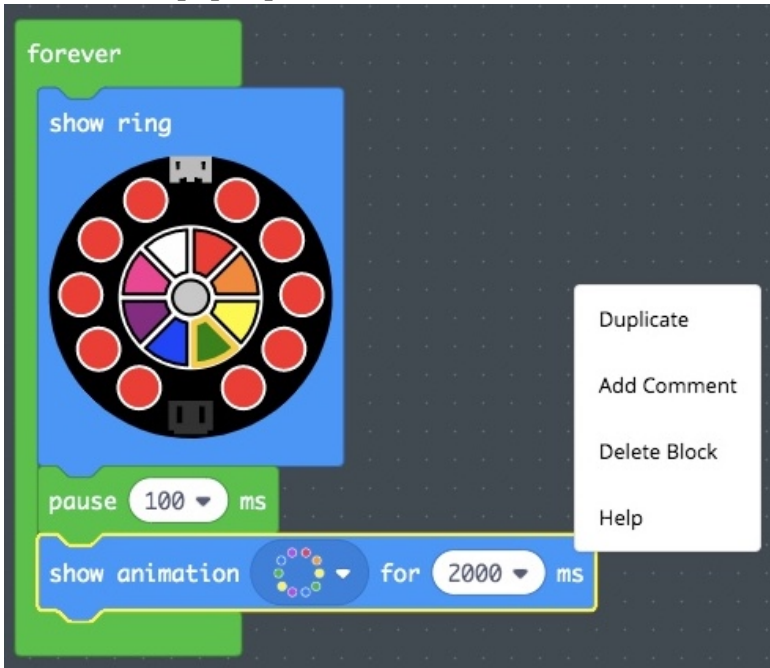 forever
show ring
Duplicate
Add Comment
Delete Block
Help
pause 100 ms
show animation for 2000 ms